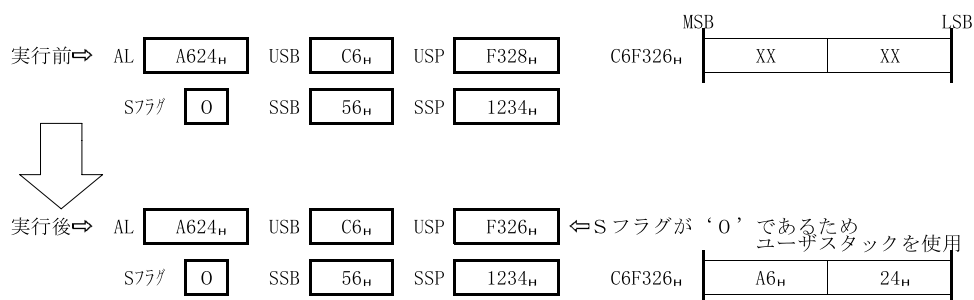 MSB LSB
実行前⇨ AL A624H USB C6H USP F328H C6F326H XX XX
Sフラグ 0 SSB 56H SSP 1234H
実行後⇨ AL A624H USB C6H USP F326H ⇦Sフラグが‘0’であるため
ユーザスタックを使用
Sフラグ 0 SSB 56H SSP 1234H C6F326H A6H 24H